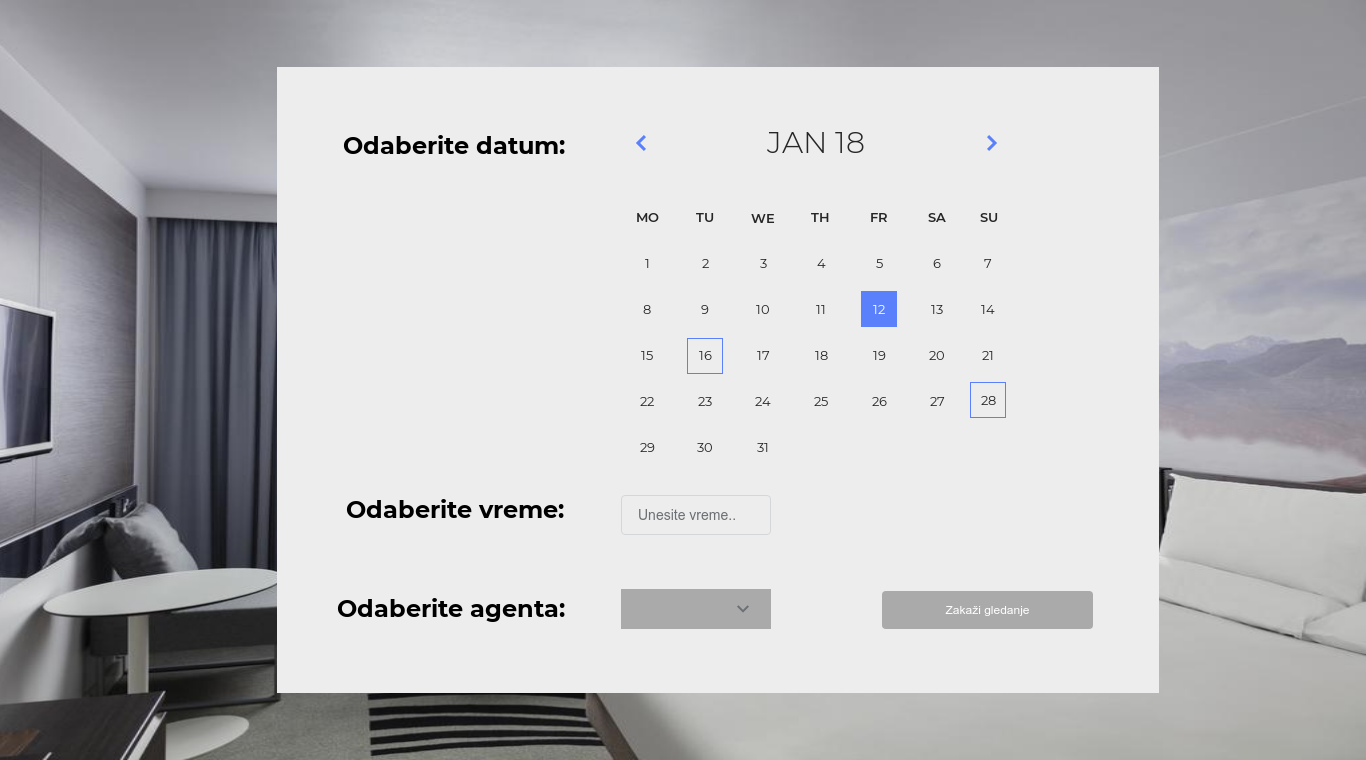 Odaberite datum:
JAN 18
MO TU WE TH FR SA SU
1 2 3 4 5 6 7
8 9 10 11 12 13 14
15 16 17 18 19 20 21
22 23 24 25 26 27 28
29 30 31
Odaberite vreme:
Unesite vreme..
Odaberite agenta:
Zakaži gledanje